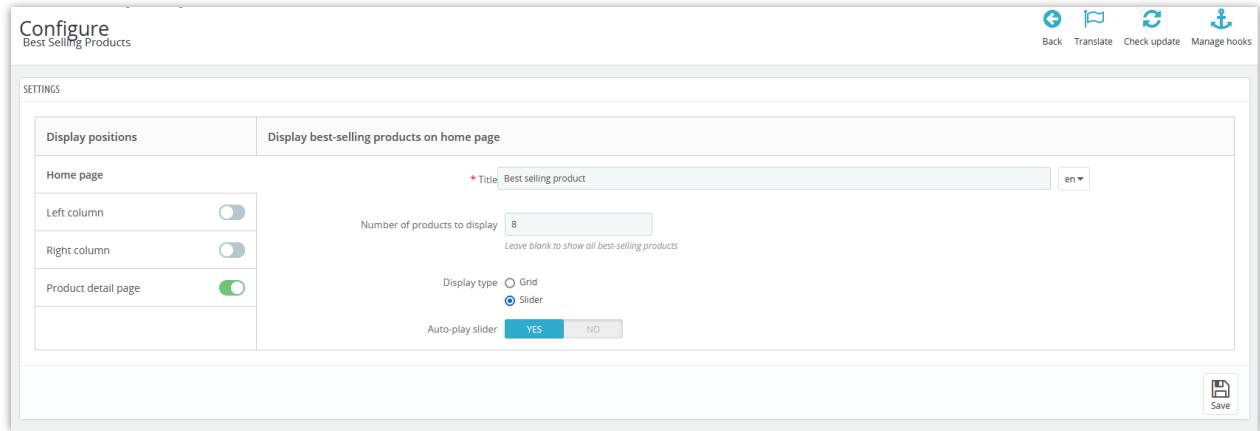 Configure
Best Selling Products
Back Translate Check update Manage hooks
SETTINGS
Display positions
Display best-selling products on home page
Home page
* Title Best selling product en
Left column
Number of products to display 8
Leave blank to show all best-selling products
Right column
Display type Grid
Product detail page
Slider
Auto-play slider YES NO
Save